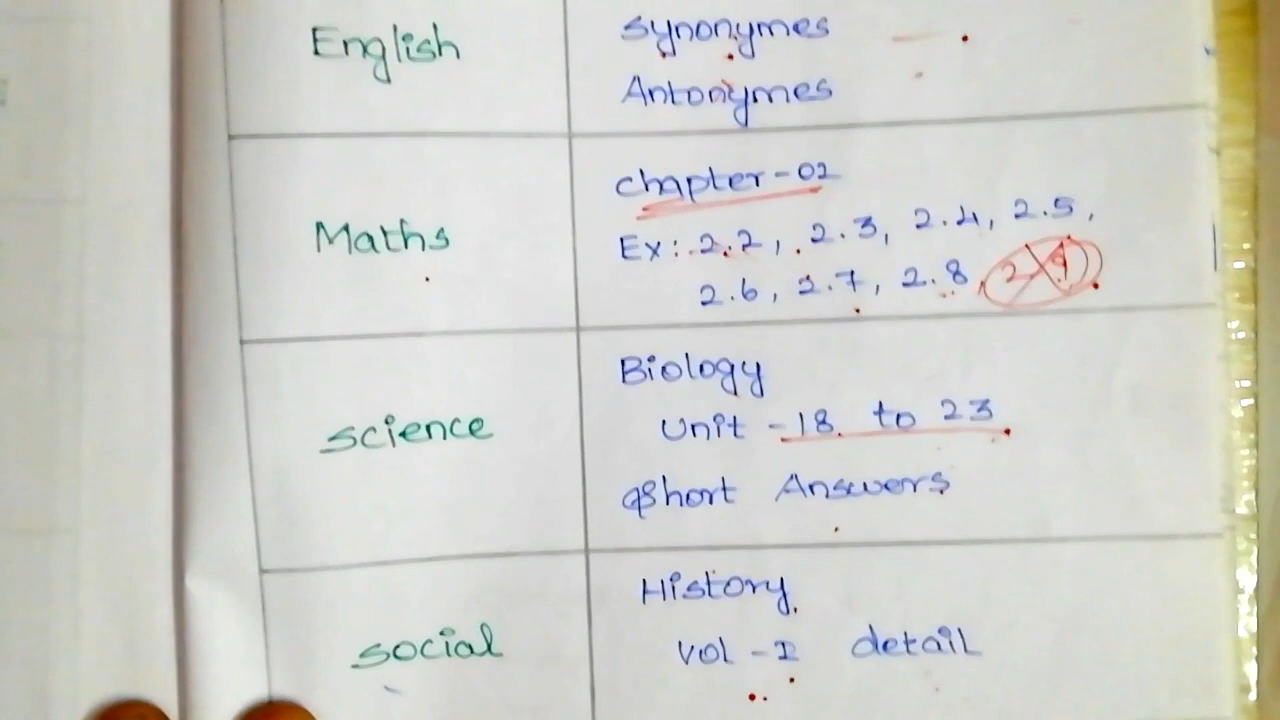 English
Synonymes
Antonymes
Maths
Chapter-02
Ex: 2.2, 2.3, 2.4, 2.5,
2.6, 2.7, 2.8,
Science
Biology
Unit - 18 to 23
Short Answers
Social
History
Vol - I detail